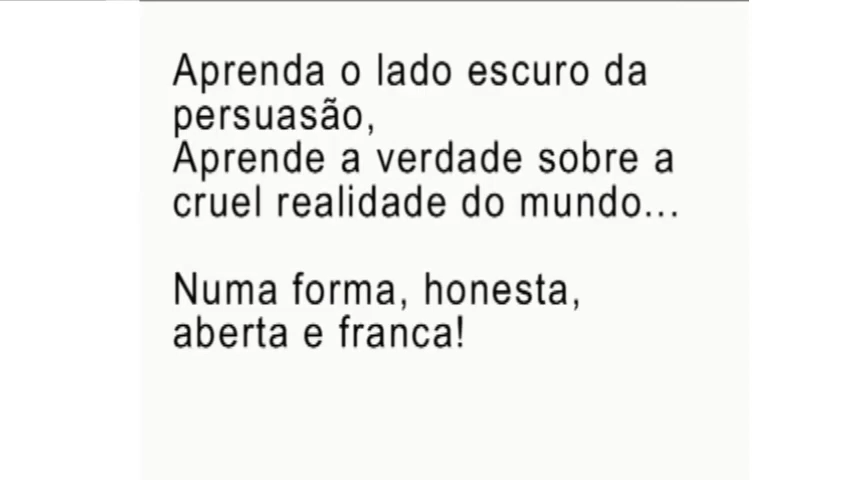 Aprenda o lado escuro da
persuasão,
Aprende a verdade sobre a
cruel realidade do mundo...
Numa forma, honesta,
aberta e franca!